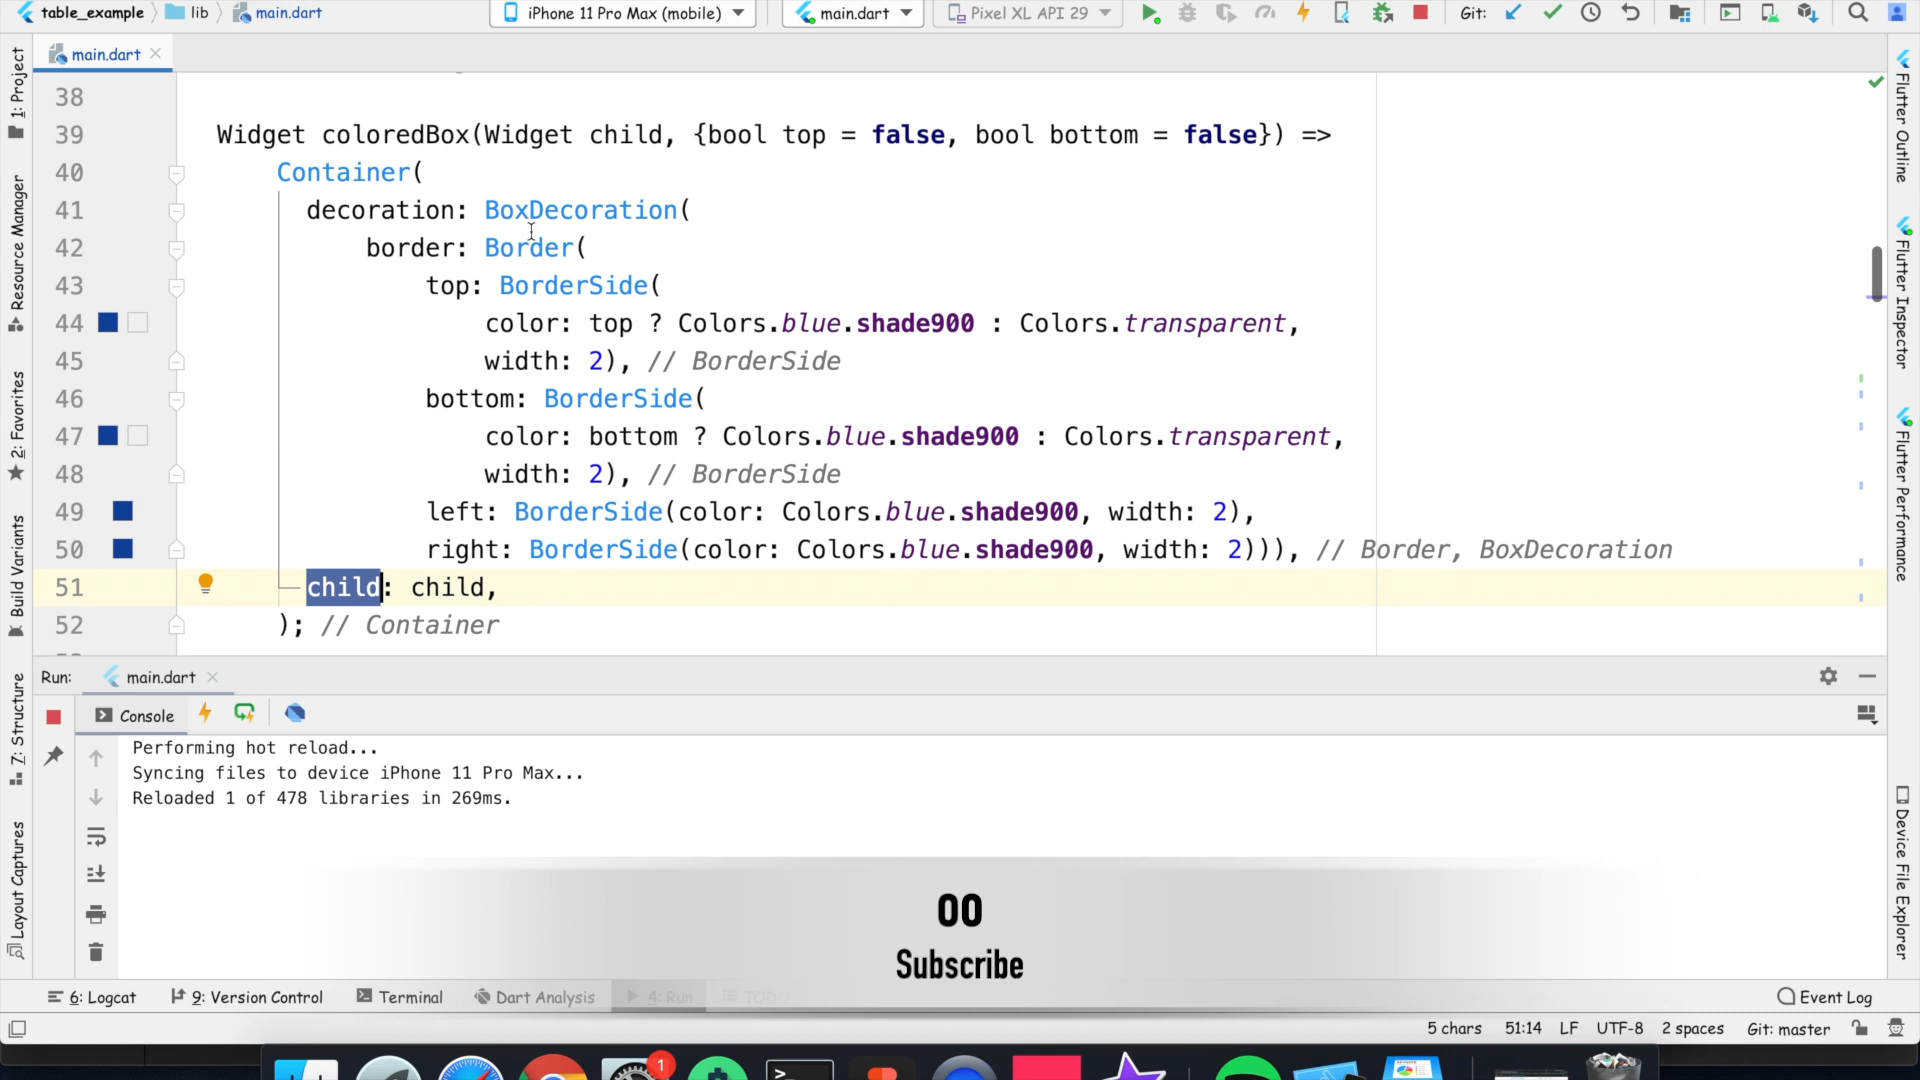 table_example
lib
main.dart
iPhone 11 Pro Max (mobile)
main.dart
Pixel XL API 29
Git:
main.dart
1: Project
Resource Manager
2: Favorites
Build Variants
7: Structure
Layout Captures
38
39 Widget coloredBox(Widget child, {bool top = false, bool bottom = false}) =>
40 Container(
41 decoration: BoxDecoration(
42 border: Border(
43 top: BorderSide(
44 color: top ? Colors.blue.shade900 : Colors.transparent,
45 width: 2), // BorderSide
46 bottom: BorderSide(
47 color: bottom ? Colors.blue.shade900 : Colors.transparent,
48 width: 2), // BorderSide
49 left: BorderSide(color: Colors.blue.shade900, width: 2),
50 right: BorderSide(color: Colors.blue.shade900, width: 2))), // Border, BoxDecoration
51 child: child,
52 ); // Container
Flutter Outline
Flutter Inspector
Flutter Performance
Device File Explorer
Run: main.dart
Console
Performing hot reload...
Syncing files to device iPhone 11 Pro Max...
Reloaded 1 of 478 libraries in 269ms.
00
Subscribe
6: Logcat
9: Version Control
Terminal
Dart Analysis
4: Run
TODO
Event Log
5 chars
51:14
LF
UTF-8
2 spaces
Git: master
1